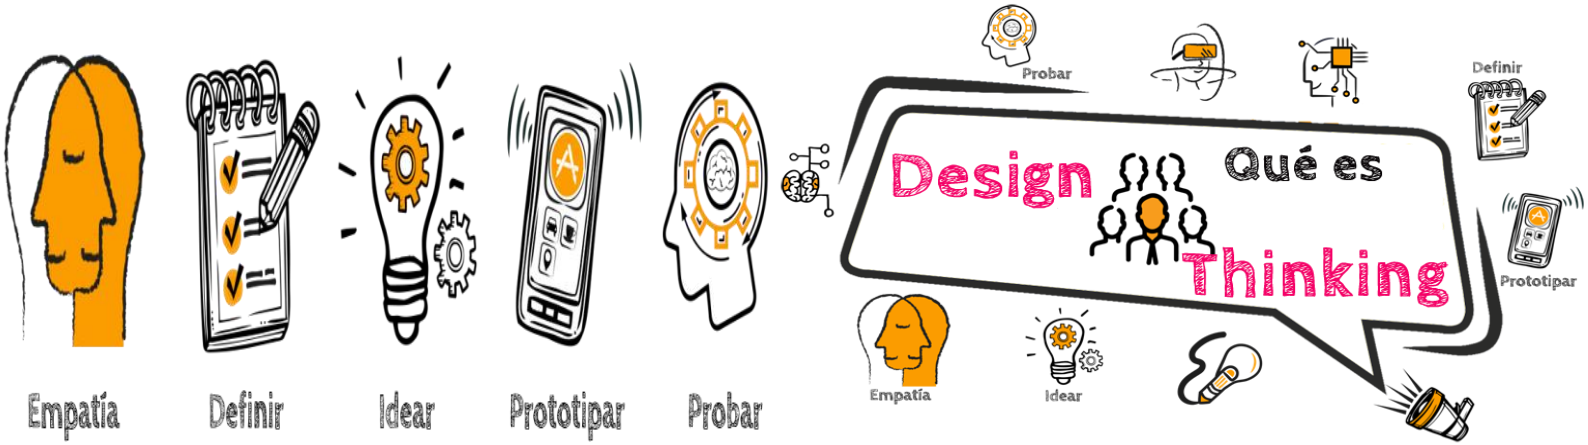 Empatía
Definir
Idear
Prototipar
Probar
Probar
Definir
Qué es
Design
Thinking
Prototipar
Empatía
Idear